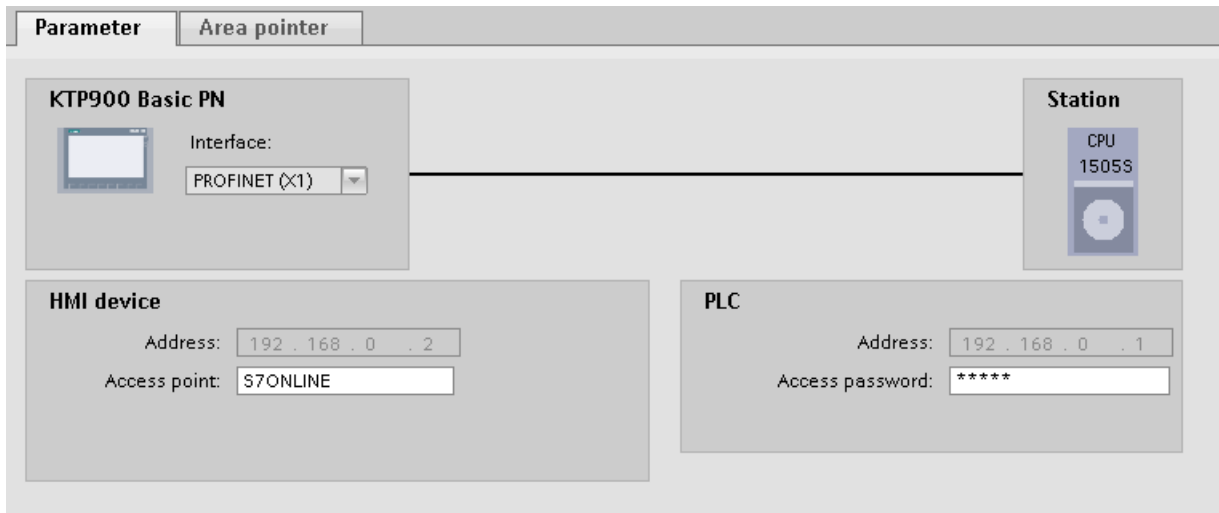 Parameter
Area pointer
KTP900 Basic PN
Interface:
PROFINET (X1)
Station
CPU
1505S
HMI device
Address: 192 . 168 . 0 . 2
Access point: S7ONLINE
PLC
Address: 192 . 168 . 0 . 1
Access password: *****